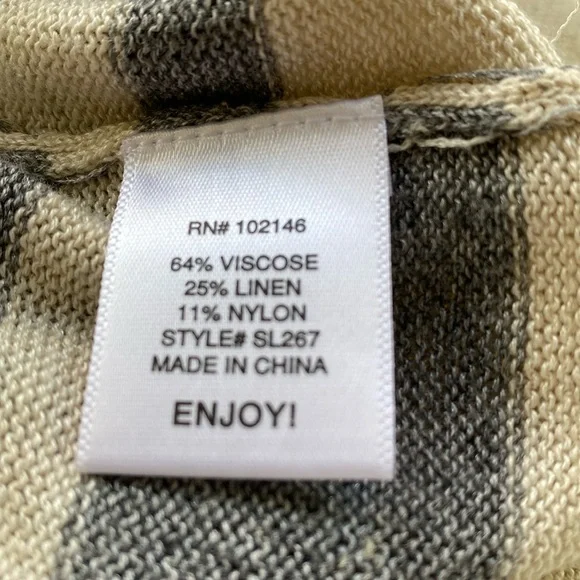 RN# 102146
64% VISCOSE
25% LINEN
11% NYLON
STYLE# SL267
MADE IN CHINA
ENJOY!